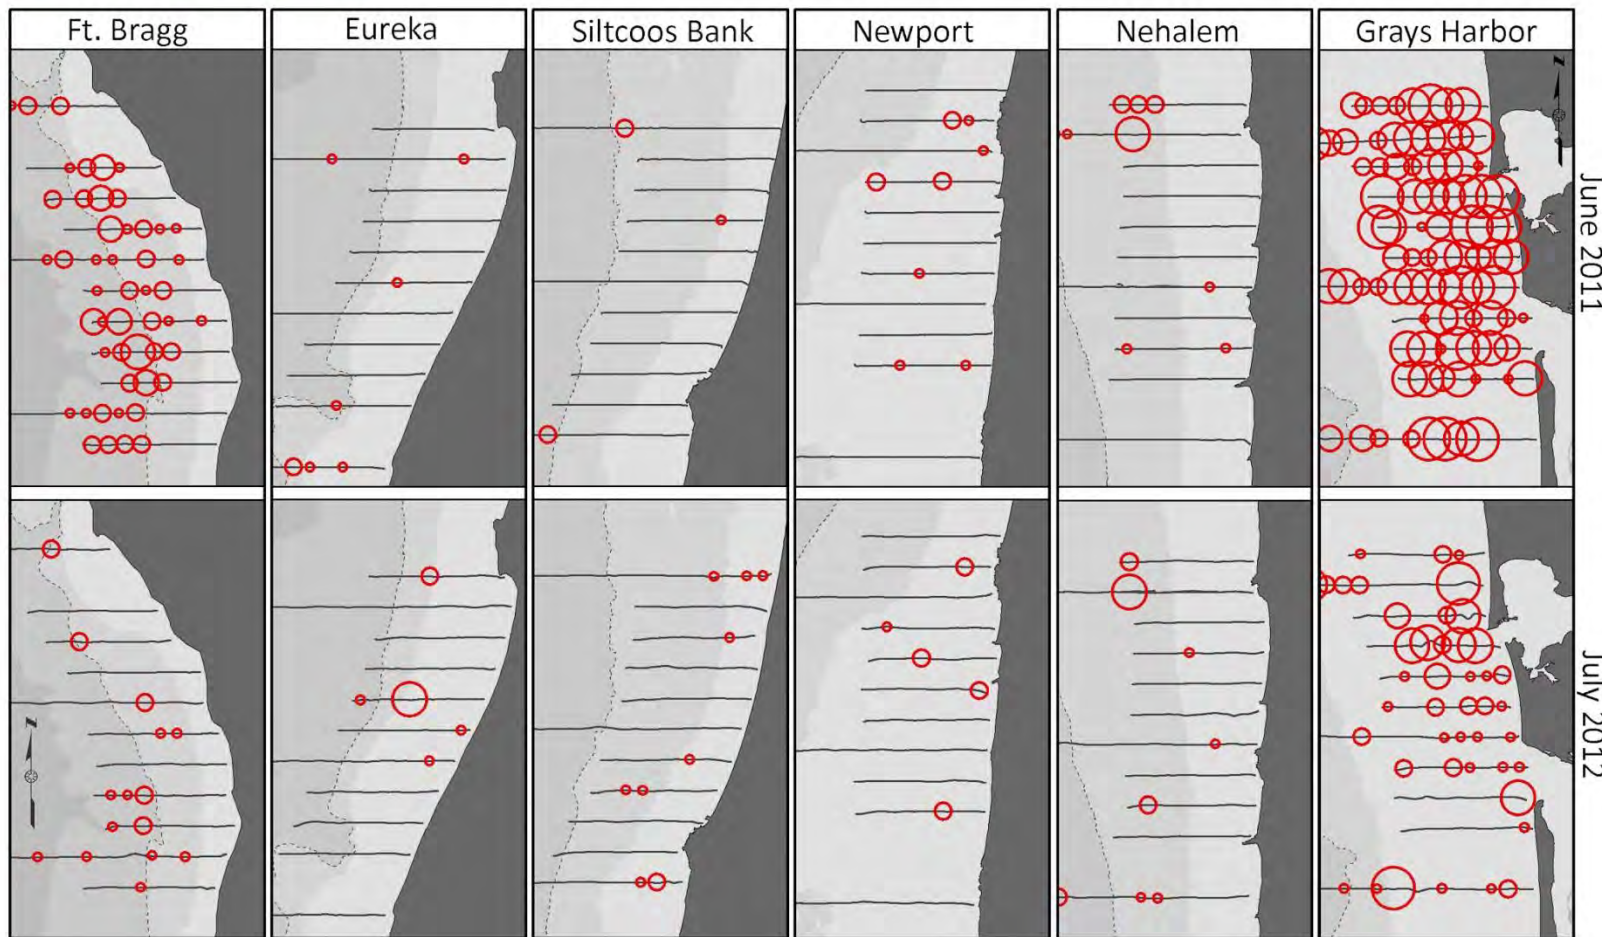 Ft. Bragg
Eureka
Siltcoos Bank
Newport
Nehalem
Grays Harbor
N
June 2011
N
July 2012